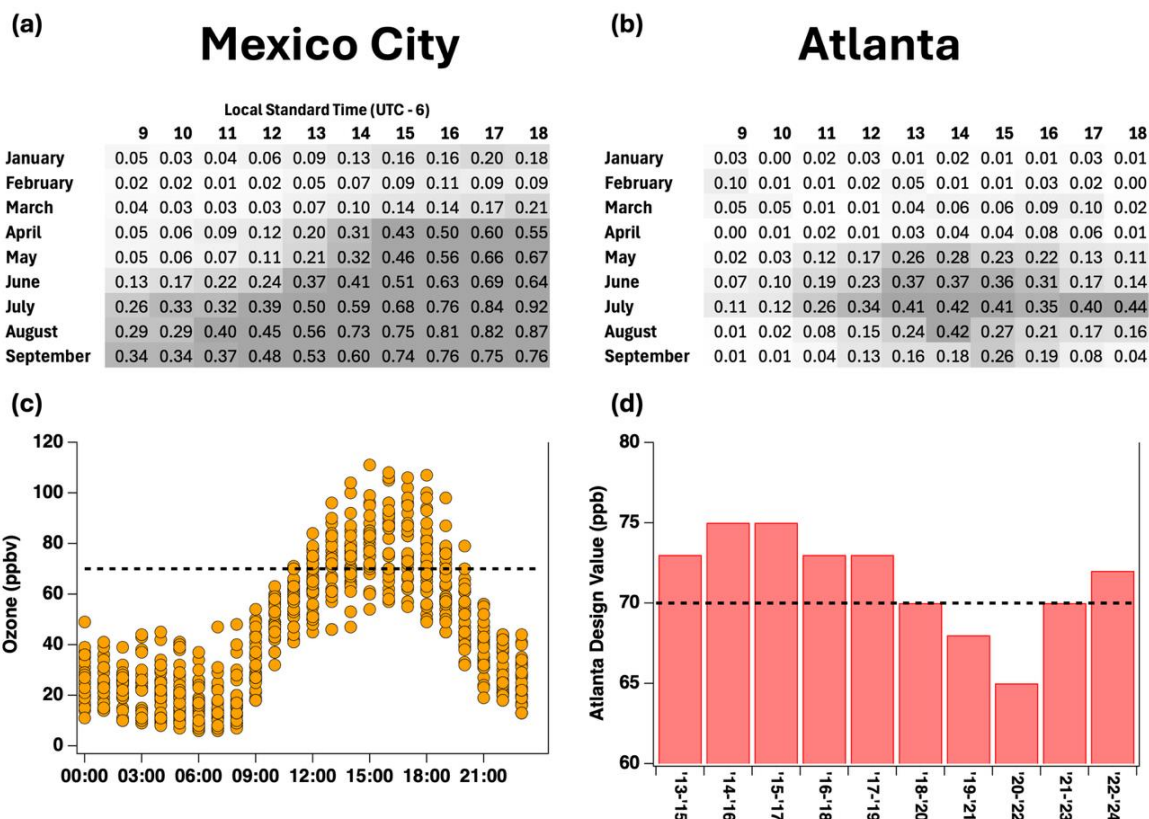 (a)
Mexico City
Local Standard Time (UTC - 6)
9 10 11 12 13 14 15 16 17 18
January 0.05 0.03 0.04 0.06 0.09 0.13 0.16 0.16 0.20 0.18
February 0.02 0.02 0.01 0.02 0.05 0.07 0.09 0.11 0.09 0.09
March 0.04 0.03 0.03 0.03 0.07 0.10 0.14 0.14 0.17 0.21
April 0.05 0.06 0.09 0.12 0.20 0.31 0.43 0.50 0.60 0.55
May 0.05 0.06 0.07 0.11 0.21 0.32 0.46 0.56 0.66 0.67
June 0.13 0.17 0.22 0.24 0.37 0.41 0.51 0.63 0.69 0.64
July 0.26 0.33 0.32 0.39 0.50 0.59 0.68 0.76 0.84 0.92
August 0.29 0.29 0.40 0.45 0.56 0.73 0.75 0.81 0.82 0.87
September 0.34 0.34 0.37 0.48 0.53 0.60 0.74 0.76 0.75 0.76
(b)
Atlanta
9 10 11 12 13 14 15 16 17 18
January 0.03 0.00 0.02 0.03 0.01 0.02 0.01 0.01 0.03 0.01
February 0.10 0.01 0.01 0.02 0.05 0.01 0.01 0.03 0.02 0.00
March 0.05 0.05 0.01 0.01 0.04 0.06 0.06 0.09 0.10 0.02
April 0.00 0.01 0.02 0.01 0.03 0.04 0.04 0.08 0.06 0.01
May 0.02 0.03 0.12 0.17 0.26 0.28 0.23 0.22 0.13 0.11
June 0.07 0.10 0.19 0.23 0.37 0.37 0.36 0.31 0.17 0.14
July 0.11 0.12 0.26 0.34 0.41 0.42 0.41 0.35 0.40 0.44
August 0.01 0.02 0.08 0.15 0.24 0.42 0.27 0.21 0.17 0.16
September 0.01 0.01 0.04 0.13 0.16 0.18 0.26 0.19 0.08 0.04
(c)
Ozone (ppbv)
120
100
80
60
40
20
0
00:00 03:00 06:00 09:00 12:00 15:00 18:00 21:00
(d)
Atlanta Design Value (ppb)
80
75
70
65
60
'13-'15 '14-'16 '15-'17 '16-'18 '17-'19 '18-'20 '19-'21 '20-'22 '21-'23 '22-'24